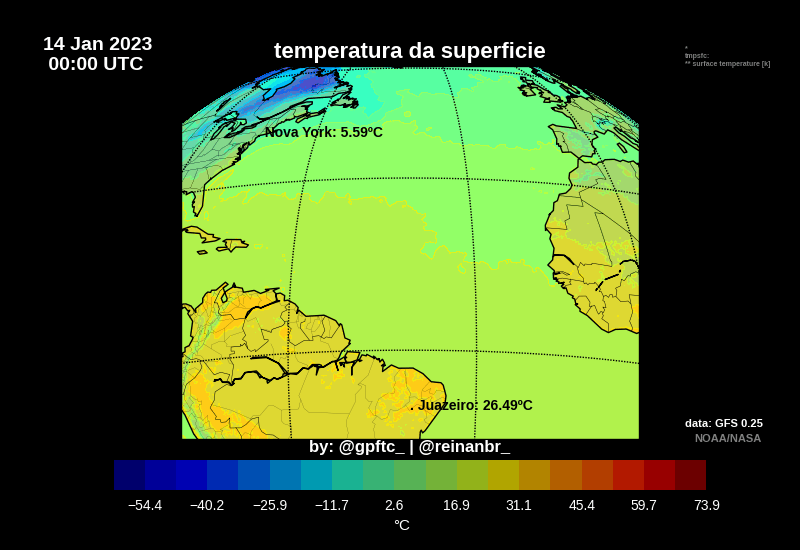 14 Jan 2023
00:00 UTC
temperatura da superficie
*
tmpsfc:
** surface temperature [k]
Nova York: 5.59ºC
. Juazeiro: 26.49ºC
data: GFS 0.25
NOAA/NASA
by: @gpftc_ | @reinanbr_
−54.4 −40.2 −25.9 −11.7 2.6 16.9 31.1 45.4 59.7 73.9
°C